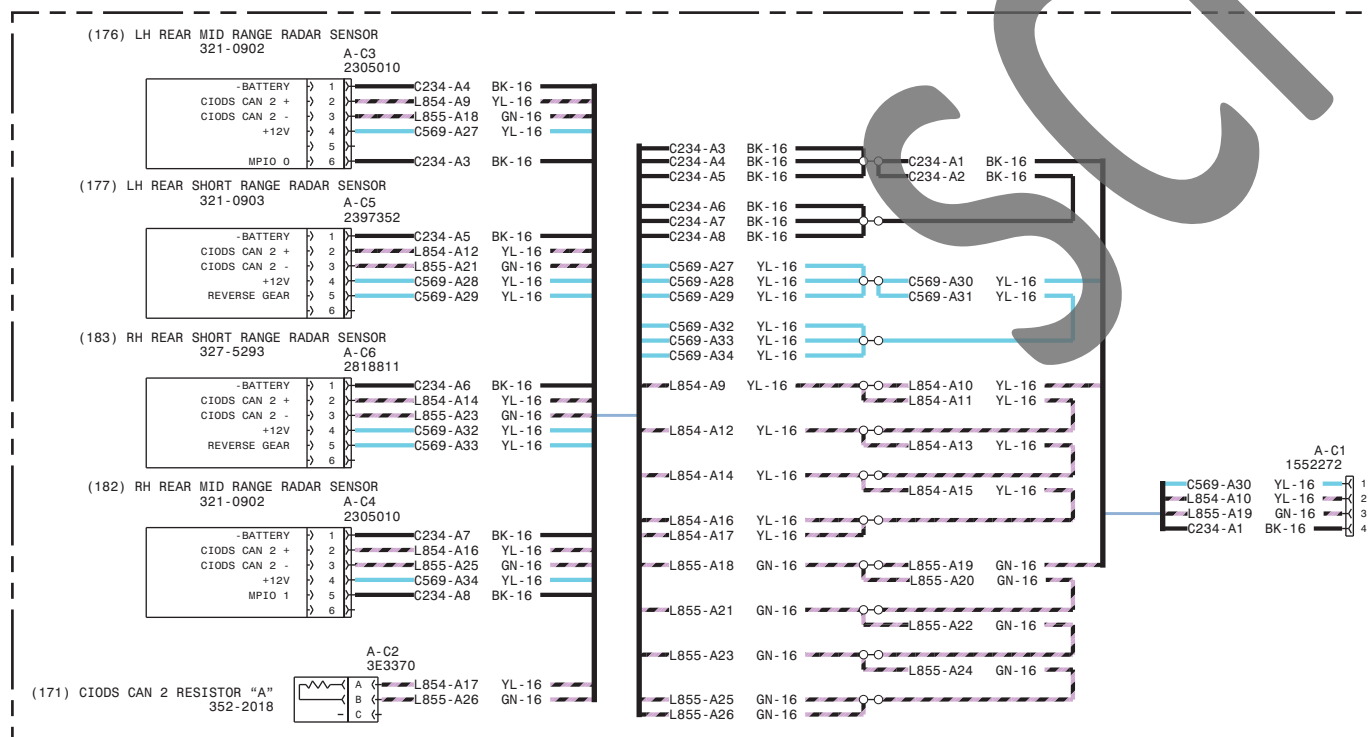 (176) LH REAR MID RANGE RADAR SENSOR
321-0902
A-C3
2305010
-BATTERY 1 C234-A4 BK-16
CIODS CAN 2 + 2 L854-A9 YL-16
CIODS CAN 2 - 3 L855-A18 GN-16
+12V 4 C569-A27 YL-16
5
MPIO 0 6 C234-A3 BK-16
(177) LH REAR SHORT RANGE RADAR SENSOR
321-0903
A-C5
2397352
-BATTERY 1 C234-A5 BK-16
CIODS CAN 2 + 2 L854-A12 YL-16
CIODS CAN 2 - 3 L855-A21 GN-16
+12V 4 C569-A28 YL-16
REVERSE GEAR 5 C569-A29 YL-16
6
(183) RH REAR SHORT RANGE RADAR SENSOR
327-5293
A-C6
2818811
-BATTERY 1 C234-A6 BK-16
CIODS CAN 2 + 2 L854-A14 YL-16
CIODS CAN 2 - 3 L855-A23 GN-16
+12V 4 C569-A32 YL-16
REVERSE GEAR 5 C569-A33 YL-16
6
(182) RH REAR MID RANGE RADAR SENSOR
321-0902
A-C4
2305010
-BATTERY 1 C234-A7 BK-16
CIODS CAN 2 + 2 L854-A16 YL-16
CIODS CAN 2 - 3 L855-A25 GN-16
+12V 4 C569-A34 YL-16
MPIO 1 5 C234-A8 BK-16
6
A-C2
3E3370
(171) CIODS CAN 2 RESISTOR “A”
352-2018
A L854-A17 YL-16
B L855-A26 GN-16
C
C234-A3 BK-16
C234-A4 BK-16 C234-A1 BK-16
C234-A5 BK-16 C234-A2 BK-16
C234-A6 BK-16
C234-A7 BK-16
C234-A8 BK-16
C569-A27 YL-16
C569-A28 YL-16 C569-A30 YL-16
C569-A29 YL-16 C569-A31 YL-16
C569-A32 YL-16
C569-A33 YL-16
C569-A34 YL-16
L854-A9 YL-16 L854-A10 YL-16
L854-A11 YL-16
L854-A12 YL-16
L854-A13 YL-16
L854-A14 YL-16
L854-A15 YL-16
L854-A16 YL-16
L854-A17 YL-16
L855-A18 GN-16 L855-A19 GN-16
L855-A20 GN-16
L855-A21 GN-16
L855-A22 GN-16
L855-A23 GN-16
L855-A24 GN-16
L855-A25 GN-16
L855-A26 GN-16
A-C1
1552272
C569-A30 YL-16 1
L854-A10 YL-16 2
L855-A19 GN-16 3
C234-A1 BK-16 4